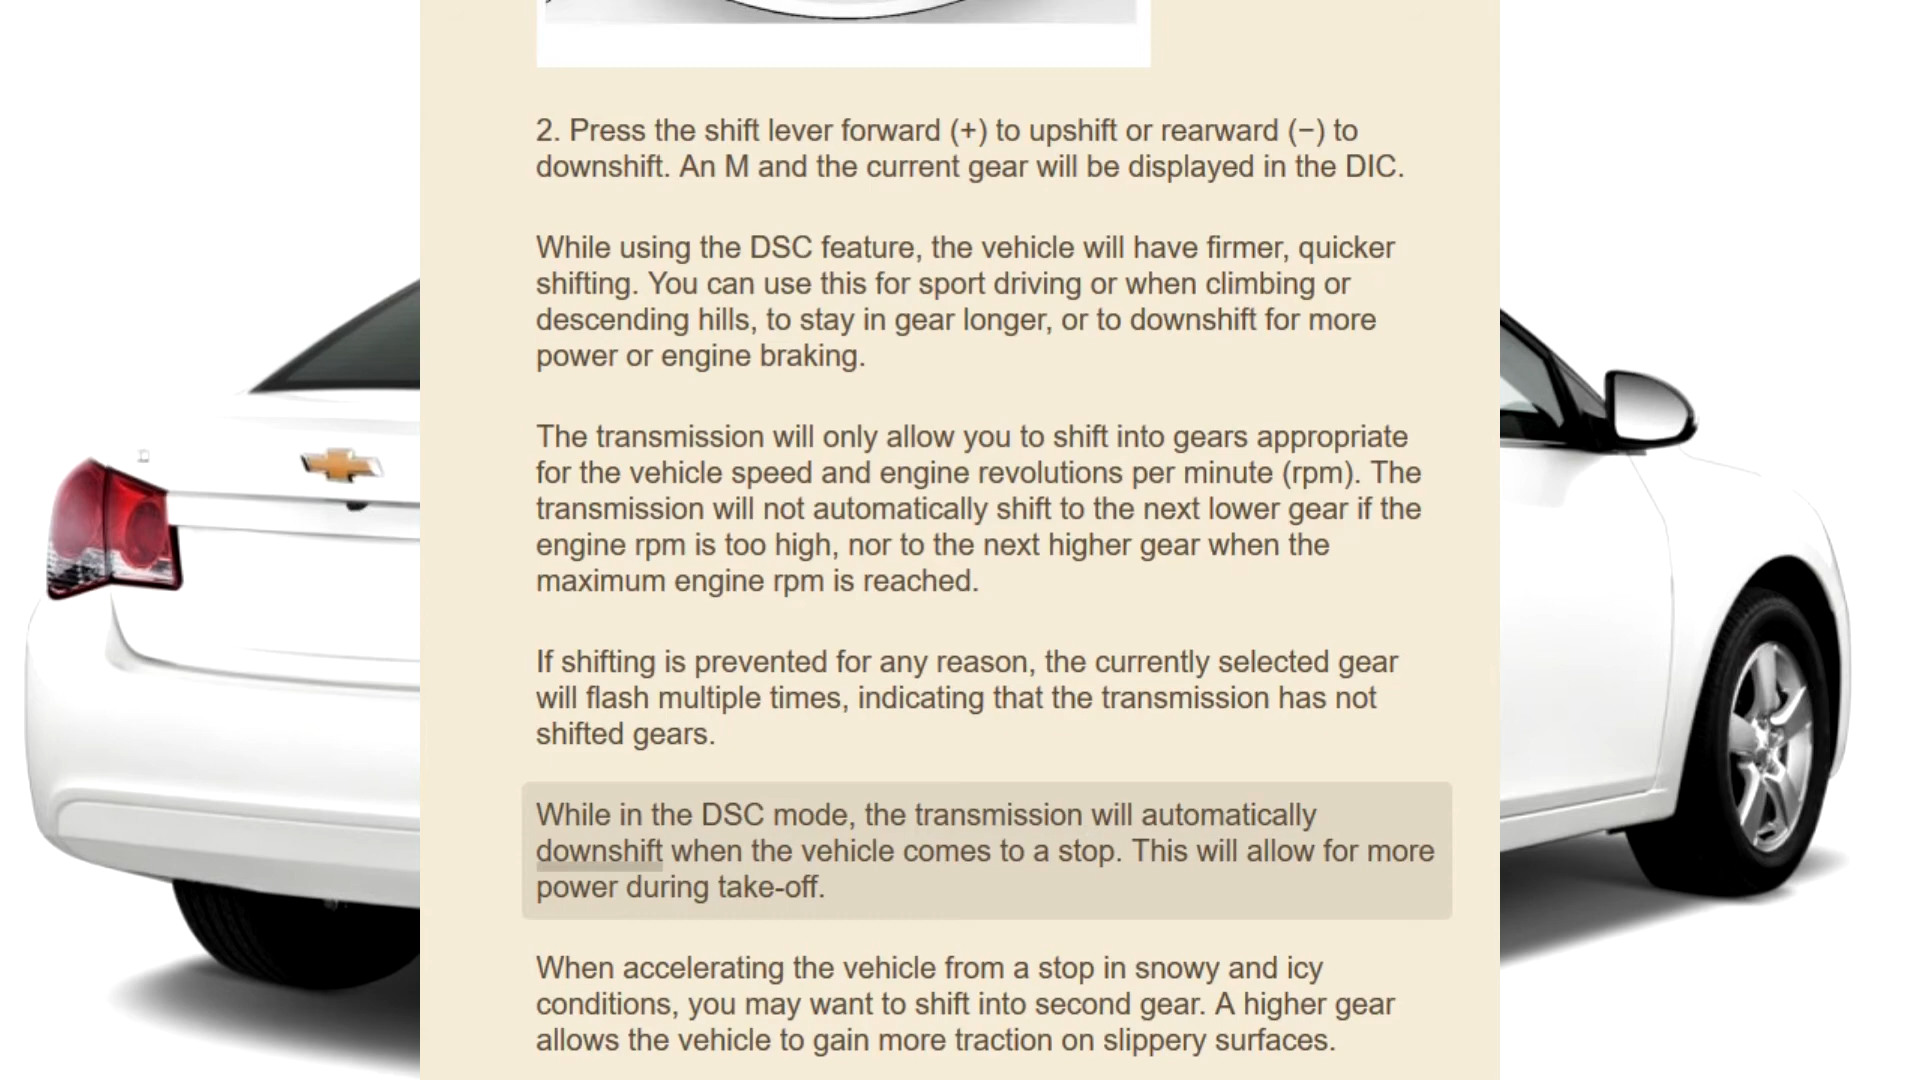 2. Press the shift lever forward (+) to upshift or rearward (−) to
downshift. An M and the current gear will be displayed in the DIC.
While using the DSC feature, the vehicle will have firmer, quicker
shifting. You can use this for sport driving or when climbing or
descending hills, to stay in gear longer, or to downshift for more
power or engine braking.
The transmission will only allow you to shift into gears appropriate
for the vehicle speed and engine revolutions per minute (rpm). The
transmission will not automatically shift to the next lower gear if the
engine rpm is too high, nor to the next higher gear when the
maximum engine rpm is reached.
If shifting is prevented for any reason, the currently selected gear
will flash multiple times, indicating that the transmission has not
shifted gears.
While in the DSC mode, the transmission will automatically
downshift when the vehicle comes to a stop. This will allow for more
power during take-off.
When accelerating the vehicle from a stop in snowy and icy
conditions, you may want to shift into second gear. A higher gear
allows the vehicle to gain more traction on slippery surfaces.